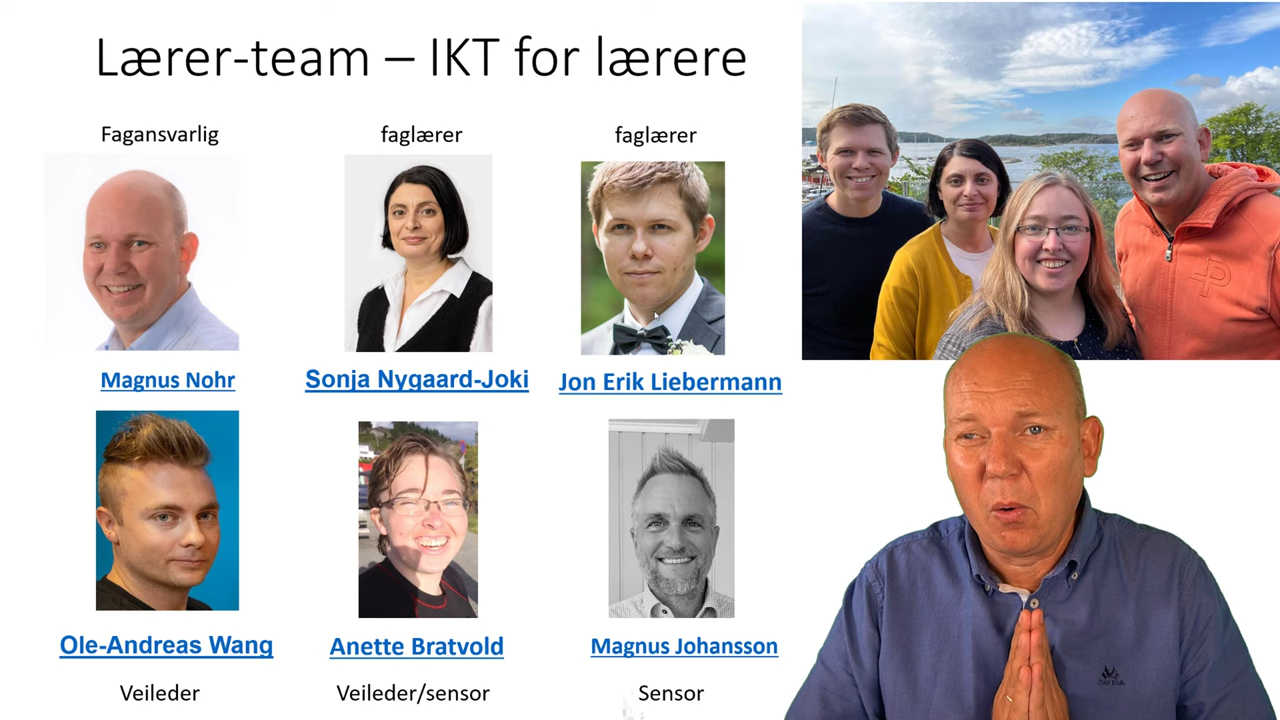 Lærer-team – IKT for lærere
Fagansvarlig
faglærer
faglærer
Magnus Nohr
Sonja Nygaard-Joki
Jon Erik Liebermann
Ole-Andreas Wang
Anette Bratvold
Magnus Johansson
Veileder
Veileder/sensor
Sensor